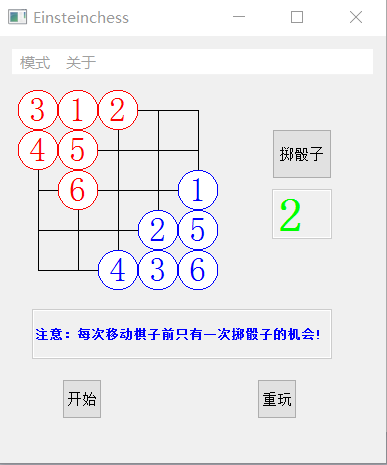 Einsteinchess
模式 关于
3 1 2
4 5
掷骰子
6 1
2
2 5
4 3 6
注意：每次移动棋子前只有一次掷骰子的机会！
开始 重玩